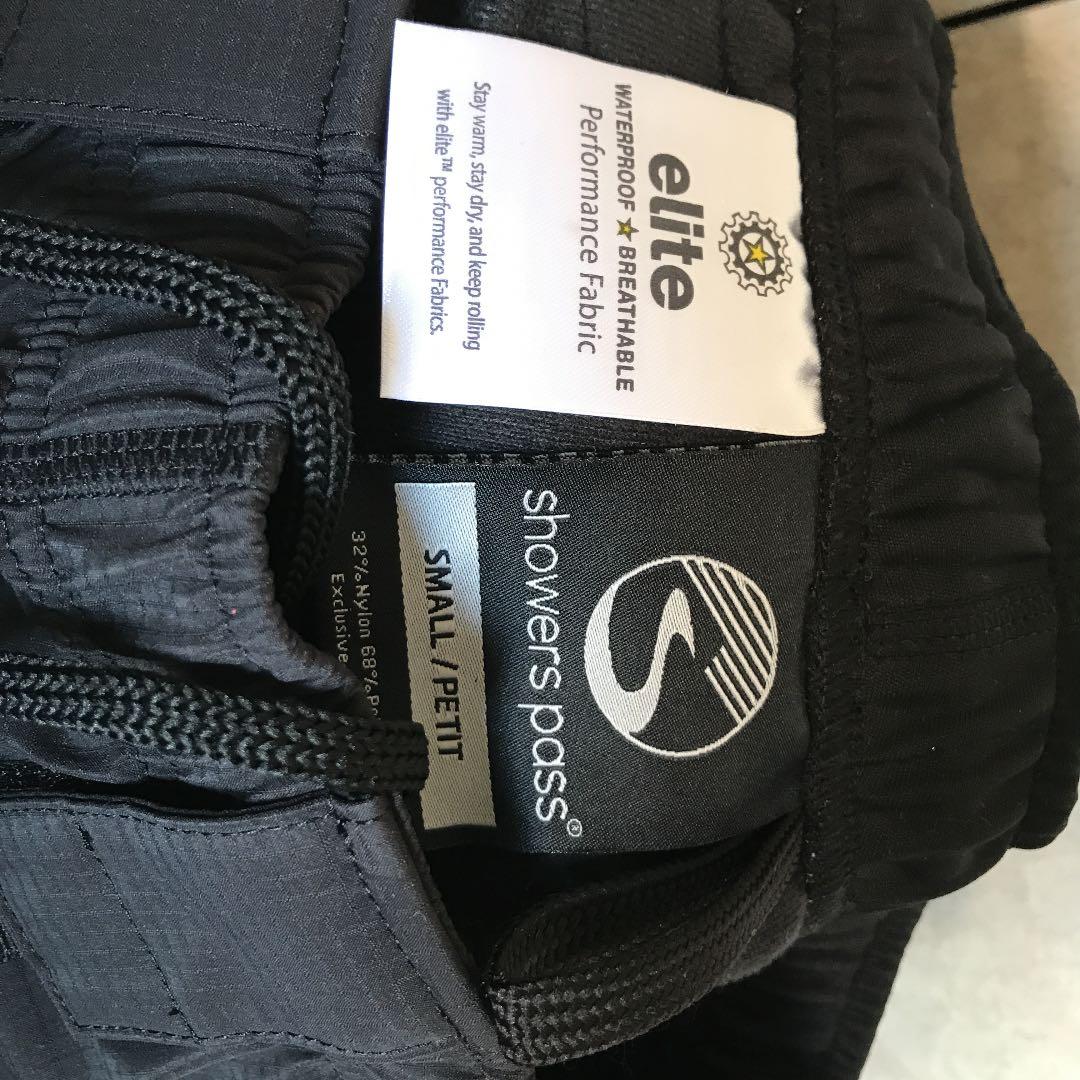 elite
WATERPROOF ★ BREATHABLE
Performance Fabric
Stay warm, stay dry, and keep rolling
with elite™ performance Fabrics.
showers pass®
SMALL / PETIT
32% Nylon 68%
Exclusive